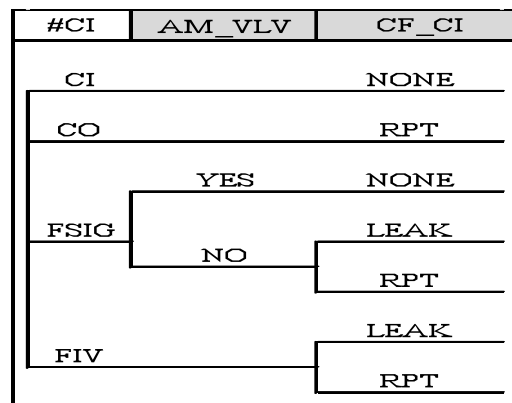 #CI AM_VLV CF_CI
CI NONE
CO RPT
YES NONE
FSIG LEAK
NO
RPT
LEAK
FIV
RPT